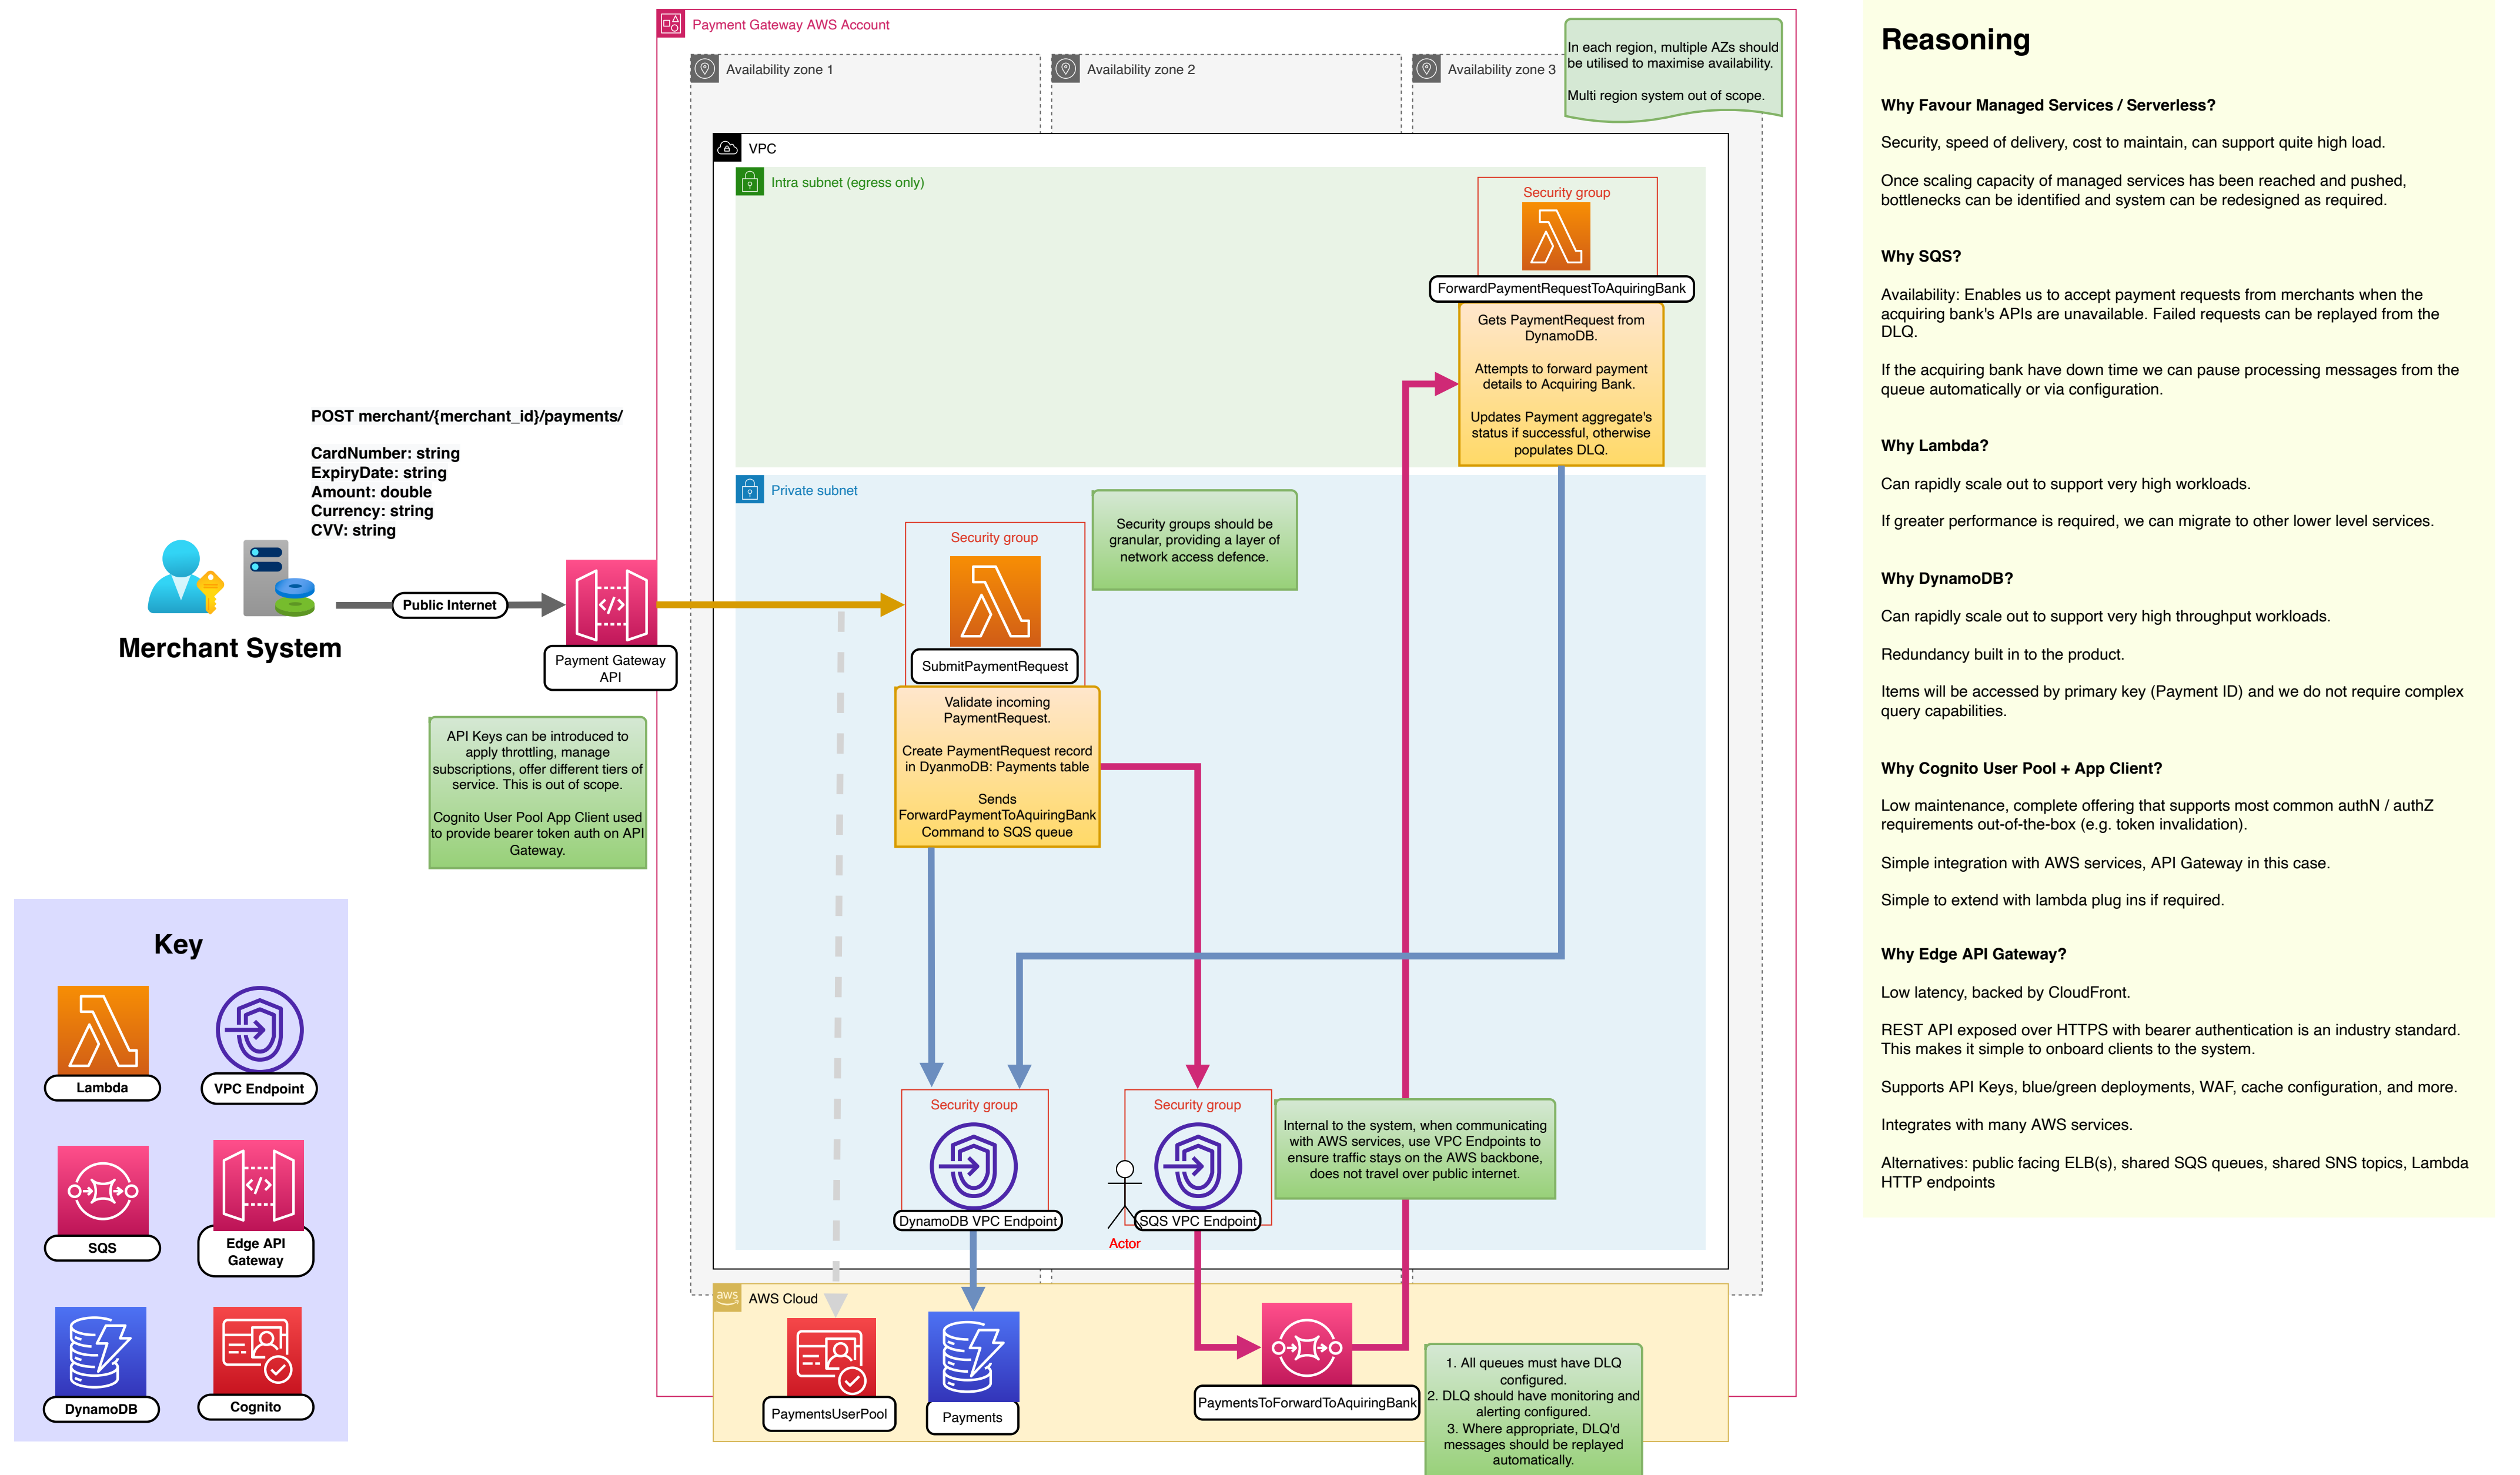 Payment Gateway AWS Account
Availability zone 1
Availability zone 2
Availability zone 3
In each region, multiple AZs should
be utilised to maximise availability.
Multi region system out of scope.
VPC
Intra subnet (egress only)
Security group
ForwardPaymentRequestToAquiringBank
Gets PaymentRequest from
DynamoDB.
Attempts to forward payment
details to Acquiring Bank.
Updates Payment aggregate's
status if successful, otherwise
populates DLQ.
POST merchant/{merchant_id}/payments/
CardNumber: string
ExpiryDate: string
Amount: double
Currency: string
CVV: string
Merchant System
Public Internet
Payment Gateway
API
API Keys can be introduced to
apply throttling, manage
subscriptions, offer different tiers of
service. This is out of scope.
Cognito User Pool App Client used
to provide bearer token auth on API
Gateway.
Private subnet
Security group
SubmitPaymentRequest
Validate incoming
PaymentRequest.
Create PaymentRequest record
in DyanmoDB: Payments table
Sends
ForwardPaymentToAquiringBank
Command to SQS queue
Security groups should be
granular, providing a layer of
network access defence.
Security group
DynamoDB VPC Endpoint
Security group
SQS VPC Endpoint
Actor
Internal to the system, when communicating
with AWS services, use VPC Endpoints to
ensure traffic stays on the AWS backbone,
does not travel over public internet.
aws
AWS Cloud
PaymentsUserPool
Payments
PaymentsToForwardToAquiringBank
1. All queues must have DLQ
configured.
2. DLQ should have monitoring and
alerting configured.
3. Where appropriate, DLQ'd
messages should be replayed
automatically.
Key
Lambda
VPC Endpoint
SQS
Edge API
Gateway
DynamoDB
Cognito
Reasoning
Why Favour Managed Services / Serverless?
Security, speed of delivery, cost to maintain, can support quite high load.
Once scaling capacity of managed services has been reached and pushed,
bottlenecks can be identified and system can be redesigned as required.
Why SQS?
Availability: Enables us to accept payment requests from merchants when the
acquiring bank's APIs are unavailable. Failed requests can be replayed from the
DLQ.
If the acquiring bank have down time we can pause processing messages from the
queue automatically or via configuration.
Why Lambda?
Can rapidly scale out to support very high workloads.
If greater performance is required, we can migrate to other lower level services.
Why DynamoDB?
Can rapidly scale out to support very high throughput workloads.
Redundancy built in to the product.
Items will be accessed by primary key (Payment ID) and we do not require complex
query capabilities.
Why Cognito User Pool + App Client?
Low maintenance, complete offering that supports most common authN / authZ
requirements out-of-the-box (e.g. token invalidation).
Simple integration with AWS services, API Gateway in this case.
Simple to extend with lambda plug ins if required.
Why Edge API Gateway?
Low latency, backed by CloudFront.
REST API exposed over HTTPS with bearer authentication is an industry standard.
This makes it simple to onboard clients to the system.
Supports API Keys, blue/green deployments, WAF, cache configuration, and more.
Integrates with many AWS services.
Alternatives: public facing ELB(s), shared SQS queues, shared SNS topics, Lambda
HTTP endpoints